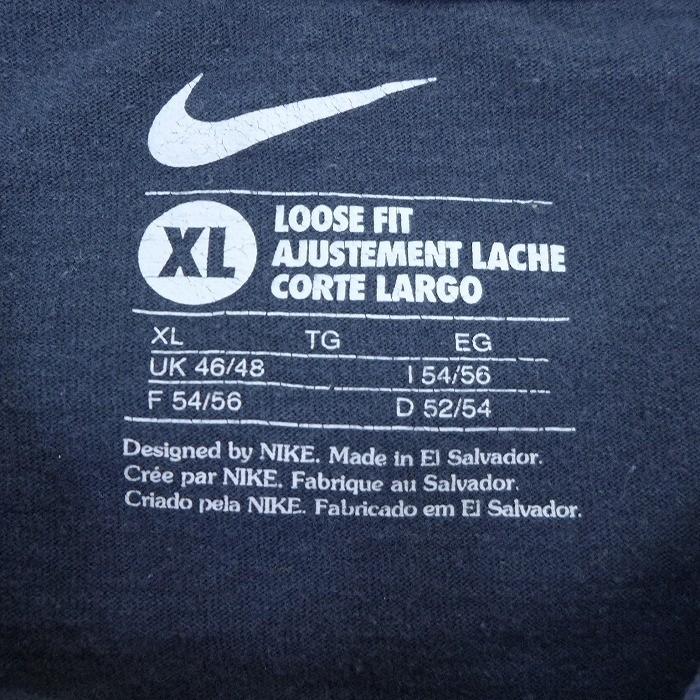 XL
LOOSE FIT
AJUSTEMENT LACHE
CORTE LARGO
XL TG EG
UK 46/48 I 54/56
F 54/56 D 52/54
Designed by NIKE. Made in El Salvador.
Crée par NIKE. Fabrique au Salvador.
Criado pela NIKE. Fabricado em El Salvador.